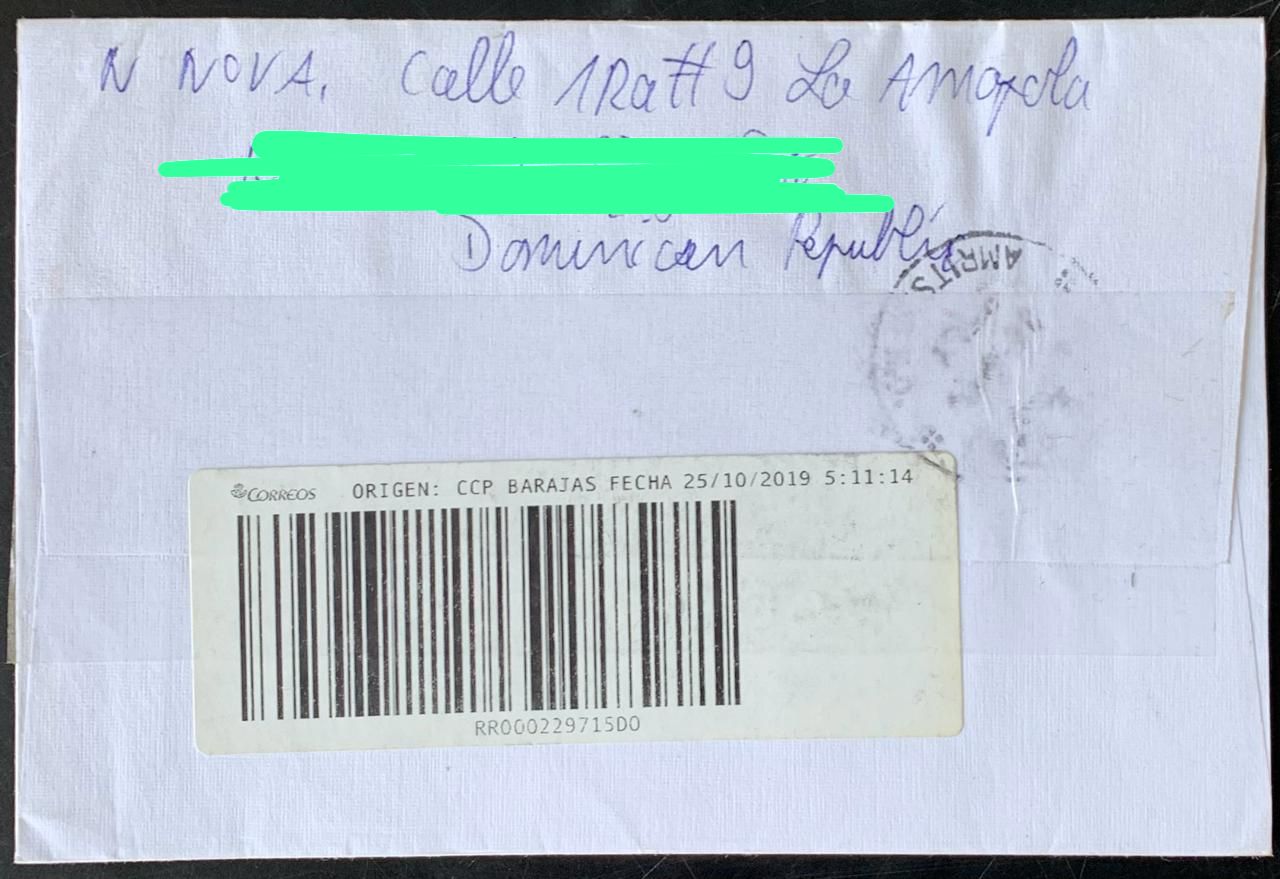 N NOVA. Calle 1Ra # 9 La Amapola
Dominican Republic
AMRITS
CORREOS ORIGEN: CCP BARAJAS FECHA 25/10/2019 5:11:14
RR000229715DO